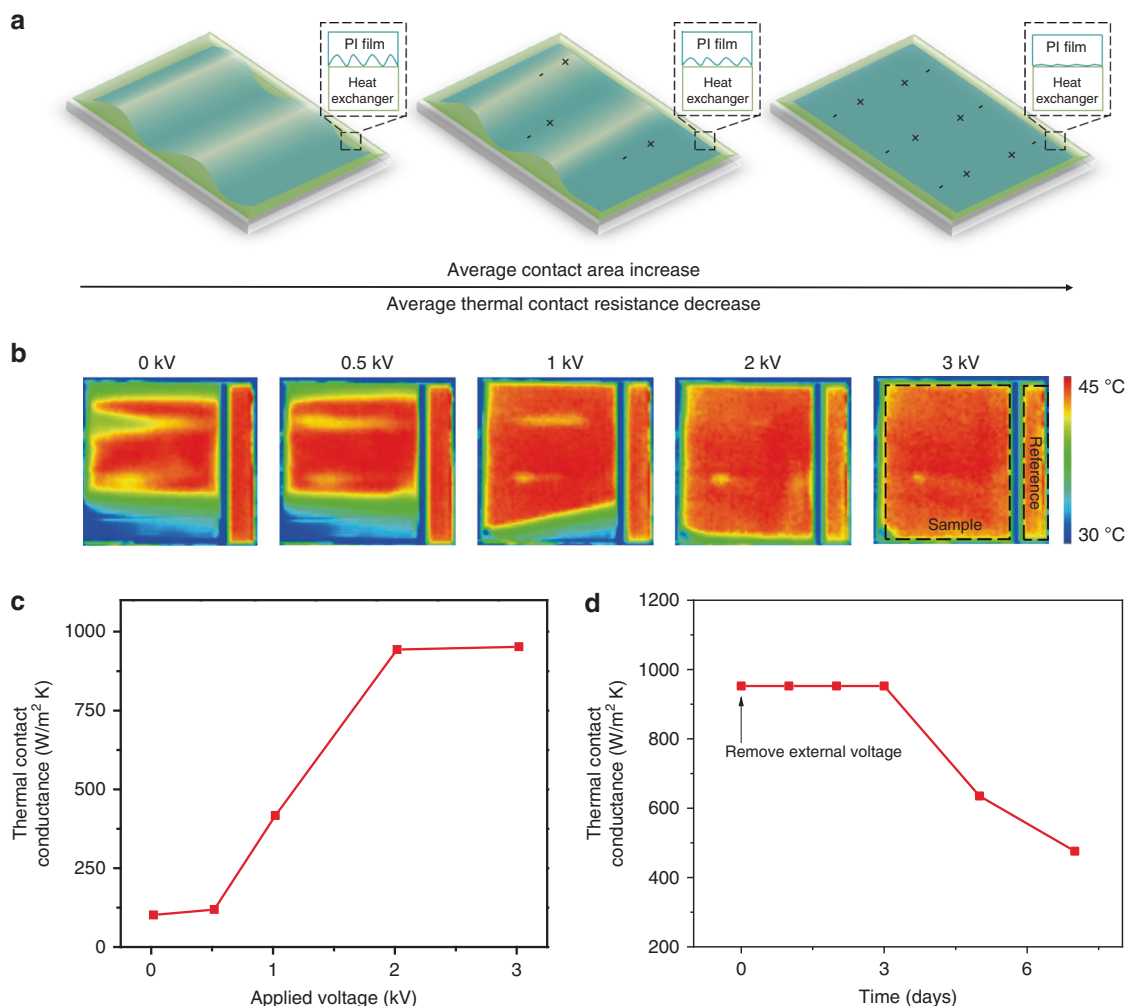 a
PI film
Heat
exchanger
PI film
Heat
exchanger
PI film
Heat
exchanger
Average contact area increase
Average thermal contact resistance decrease
b
0 kV
0.5 kV
1 kV
2 kV
3 kV
45 °C
30 °C
Sample
Reference
c
Thermal contact
conductance (W/m² K)
1000
750
500
250
0
0
1
2
3
Applied voltage (kV)
d
Thermal contact
conductance (W/m² K)
1200
1000
800
600
400
200
Remove external voltage
0
3
6
Time (days)